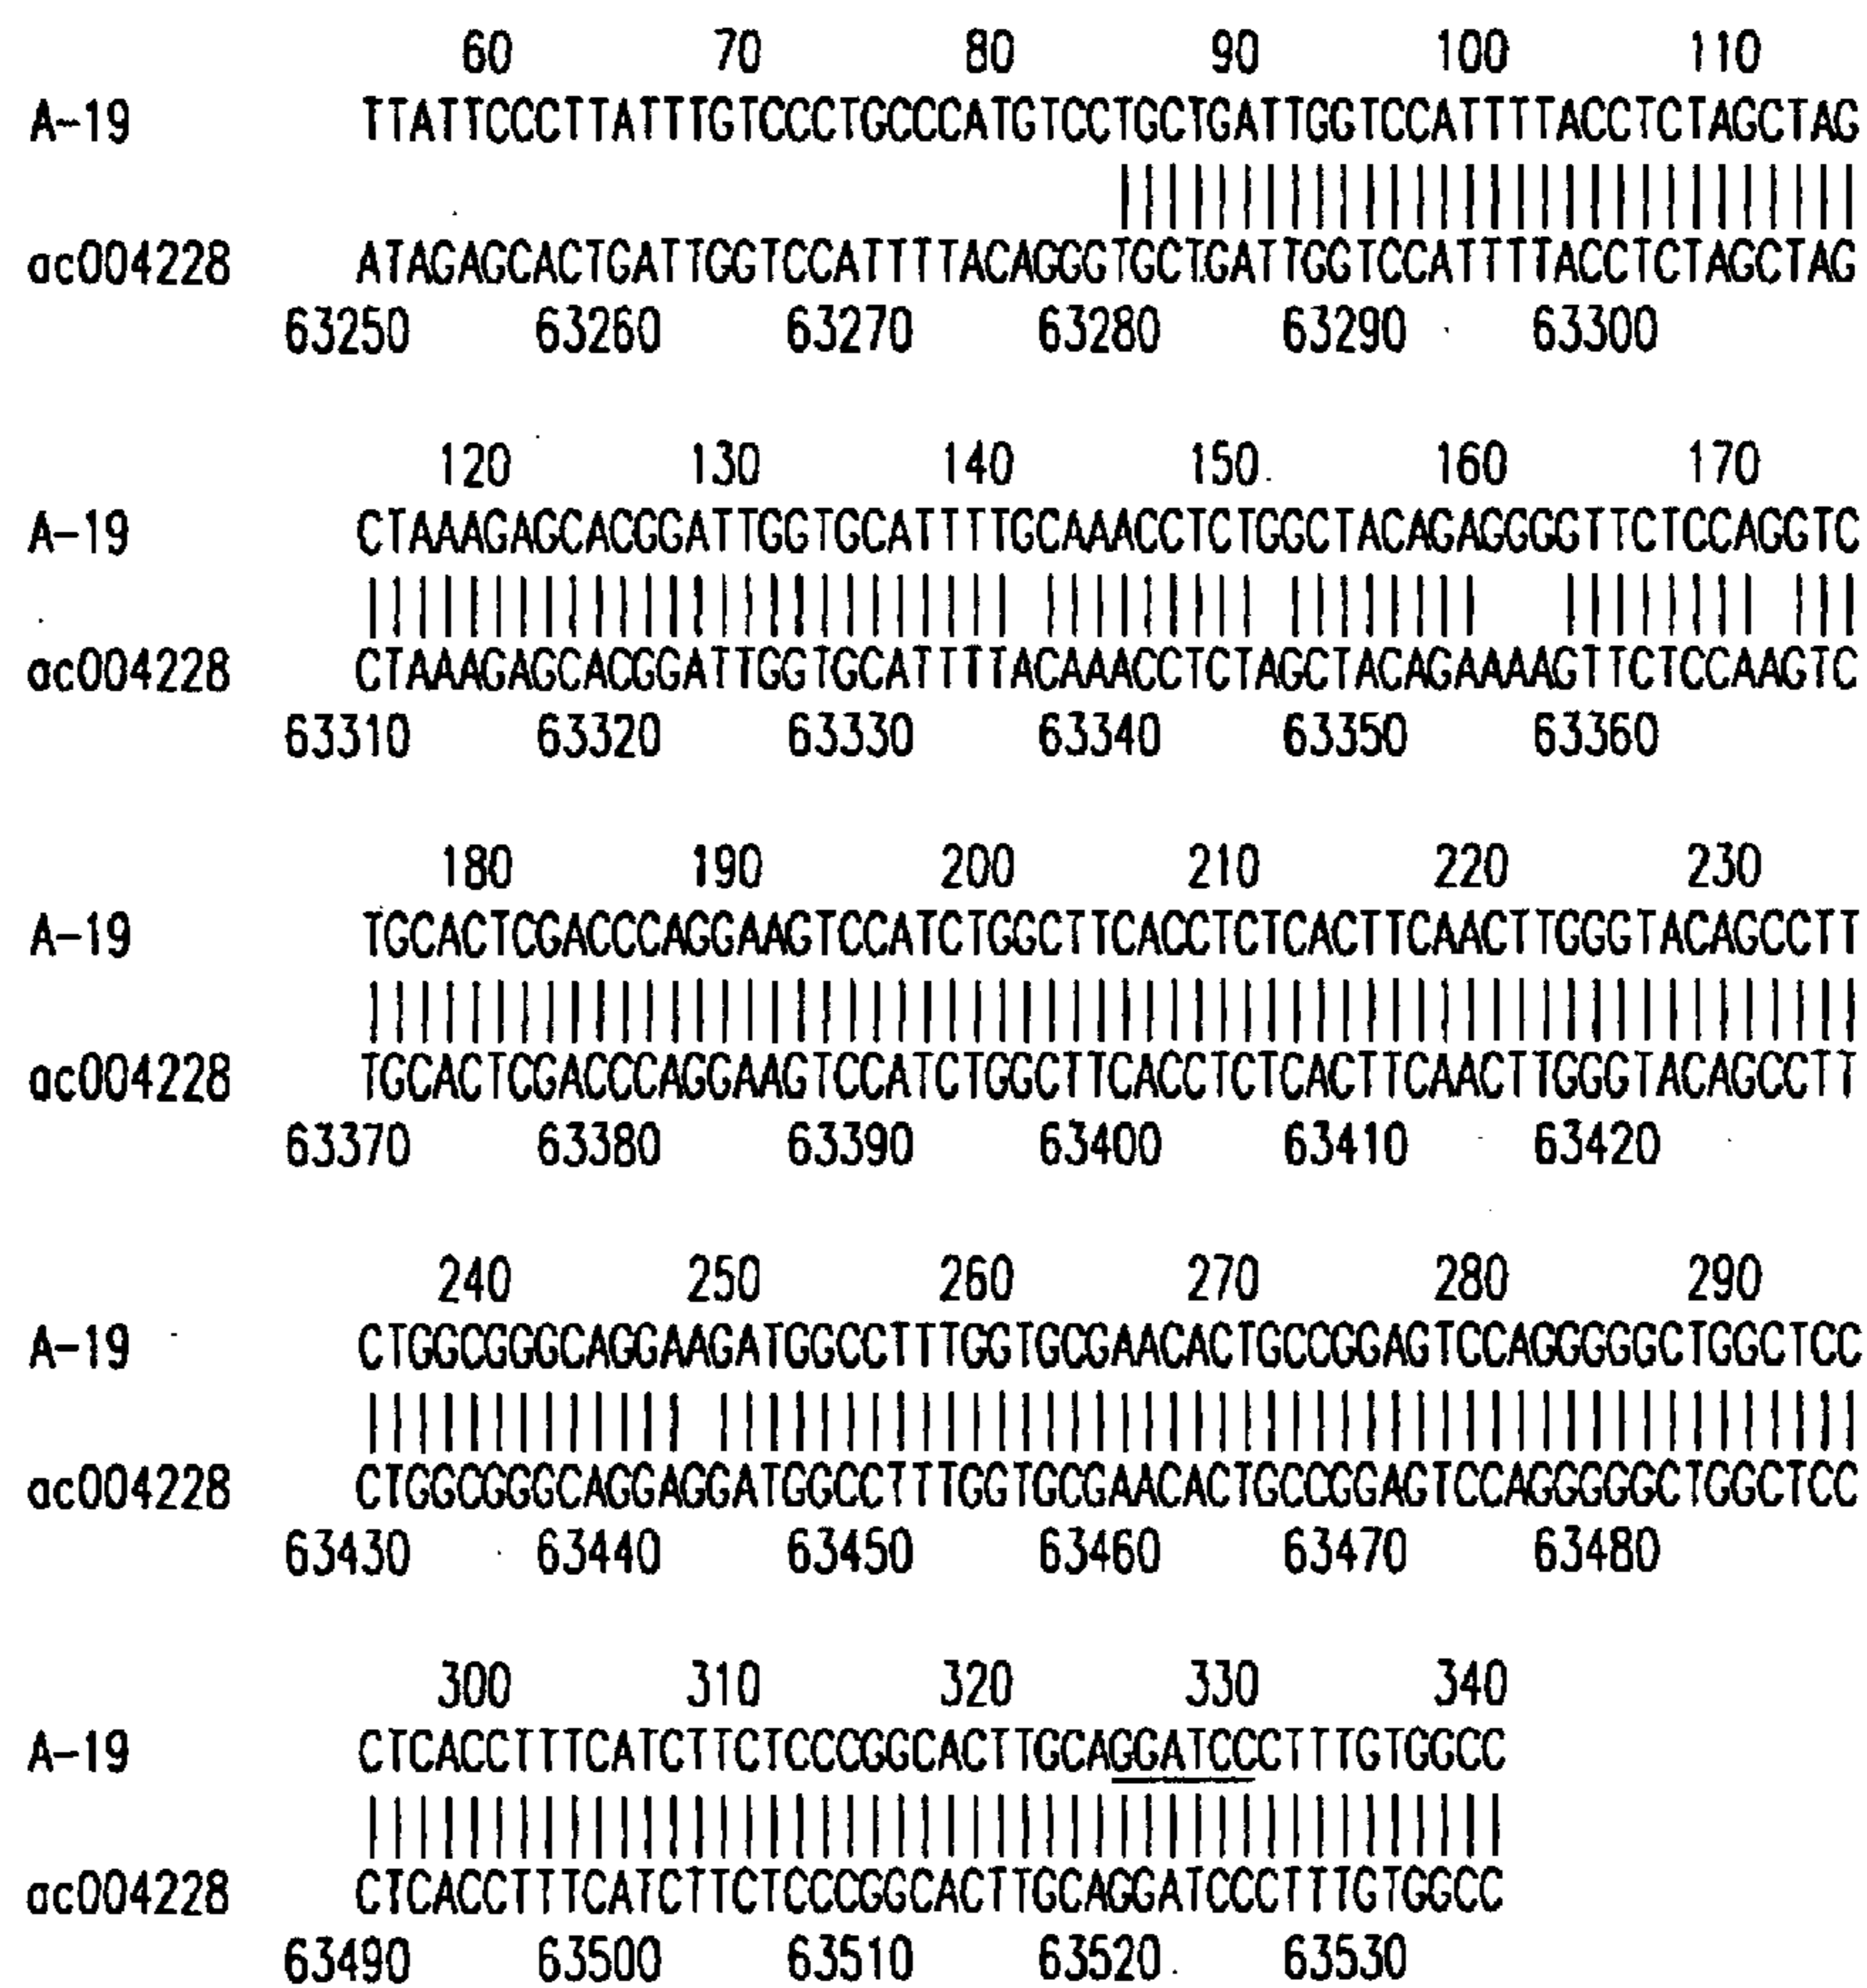 60 70 80 90 100 110
A-19 TTATTCCCTTATTTGTCCCTGCCCATGTCCTGCTGATTGGTCCATTTTACCTCTAGCTAG
ac004228 ATAGAGCACTGATTGGTCCATTTTACAGGGTGCTGATTGGTCCATTTTACCTCTAGCTAG
63250 63260 63270 63280 63290 63300
120 130 140 150 160 170
A-19 CTAAAGAGCACGGATTGGTGCATTTTGCAAACCTCTGGCTACAGAGGGGTTCTCCAGGTC
ac004228 CTAAAGAGCACGGATTGGTGCATTTTACAAACCTCTAGCTACAGAAAAGTTCTCCAAGTC
63310 63320 63330 63340 63350 63360
180 190 200 210 220 230
A-19 TGCACTCGACCCAGGAAGTCCATCTGGCTTCACCTCTCACTTCAACTTGGGTACAGCCTT
ac004228 TGCACTCGACCCAGGAAGTCCATCTGGCTTCACCTCTCACTTCAACTTGGGTACAGCCTT
63370 63380 63390 63400 63410 63420
240 250 260 270 280 290
A-19 CTGGCGGGCAGGAAGATGGCCTTTGGTGCGAACACTGCCGGAGTCCAGGGGGCTGGCTCC
ac004228 CTGGCGGGCAGGAGGATGGCCTTTGGTGCGAACACTGCCGGAGTCCAGGGGGCTGGCTCC
63430 63440 63450 63460 63470 63480
300 310 320 330 340
A-19 CTCACCTTTCATCTTCTCCCGGCACTTGCAGGATCCCTTTGTGGCC
ac004228 CTCACCTTTCATCTTCTCCCGGCACTTGCAGGATCCCTTTGTGGCC
63490 63500 63510 63520 63530